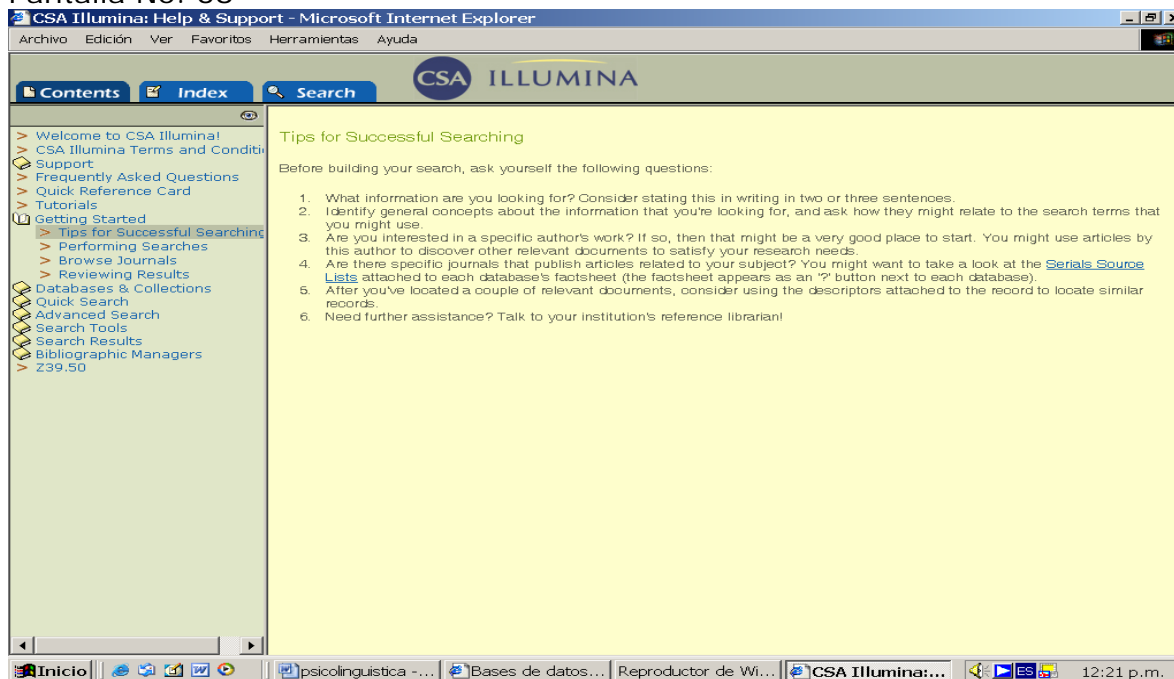 CSA Illumina: Help & Support - Microsoft Internet Explorer
Archivo Edición Ver Favoritos Herramientas Ayuda
CSA ILLUMINA
Contents Index Search
> Welcome to CSA Illumina!
> CSA Illumina Terms and Conditi
Support
> Frequently Asked Questions
> Quick Reference Card
> Tutorials
Getting Started
> Tips for Successful Searching
> Performing Searches
> Browse Journals
> Reviewing Results
Databases & Collections
Quick Search
Advanced Search
Search Tools
Search Results
Bibliographic Managers
> Z39.50
Tips for Successful Searching
Before building your search, ask yourself the following questions:
1. What information are you looking for? Consider stating this in writing in two or three sentences.
2. Identify general concepts about the information that you're looking for, and ask how they might relate to the search terms that
you might use.
3. Are you interested in a specific author's work? If so, then that might be a very good place to start. You might use articles by
this author to discover other relevant documents to satisfy your research needs.
4. Are there specific journals that publish articles related to your subject? You might want to take a look at the Serials Source
Lists attached to each database's factsheet (the factsheet appears as an '?' button next to each database).
5. After you've located a couple of relevant documents, consider using the descriptors attached to the record to locate similar
records.
6. Need further assistance? Talk to your institution's reference librarian!
Inicio psicolinguistica -... Bases de datos... Reproductor de Wi... CSA Illumina:... ES 12:21 p.m.